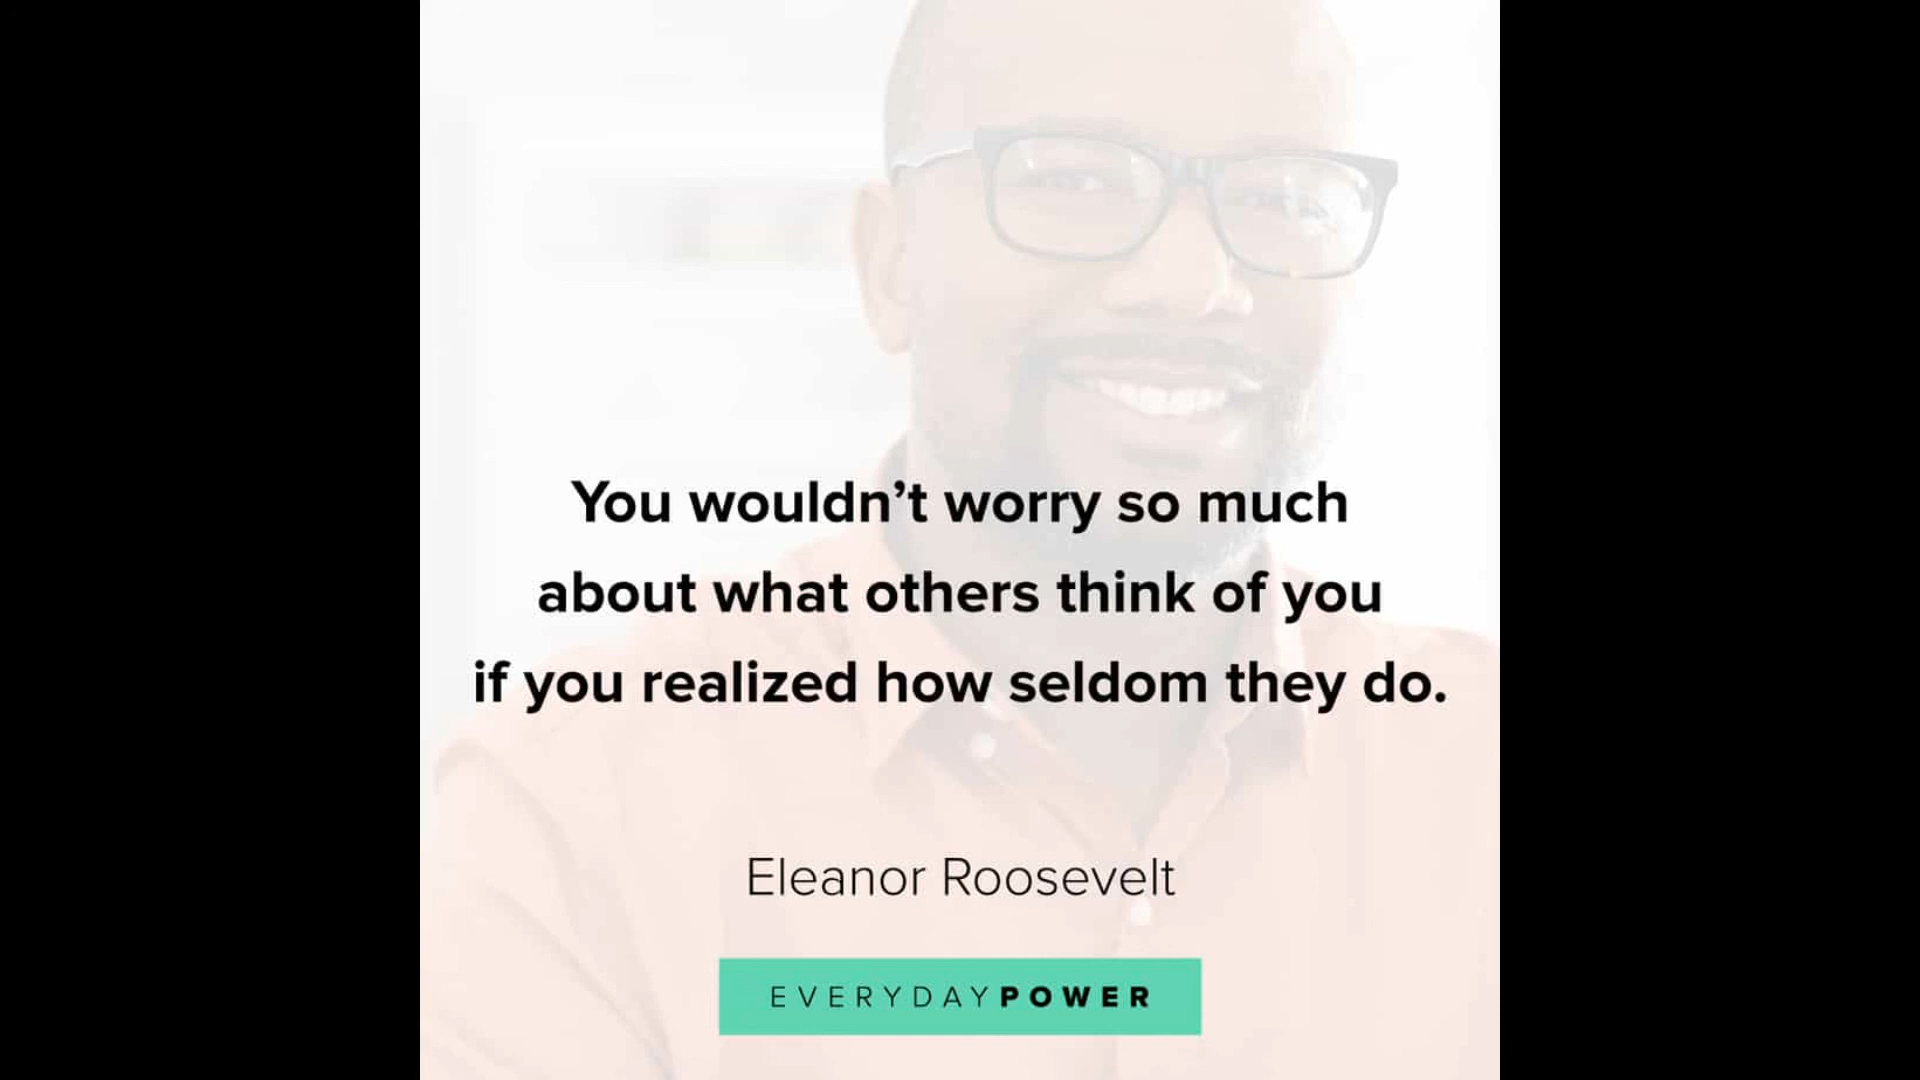 You wouldn’t worry so much
about what others think of you
if you realized how seldom they do.
Eleanor Roosevelt
EVERYDAYPOWER